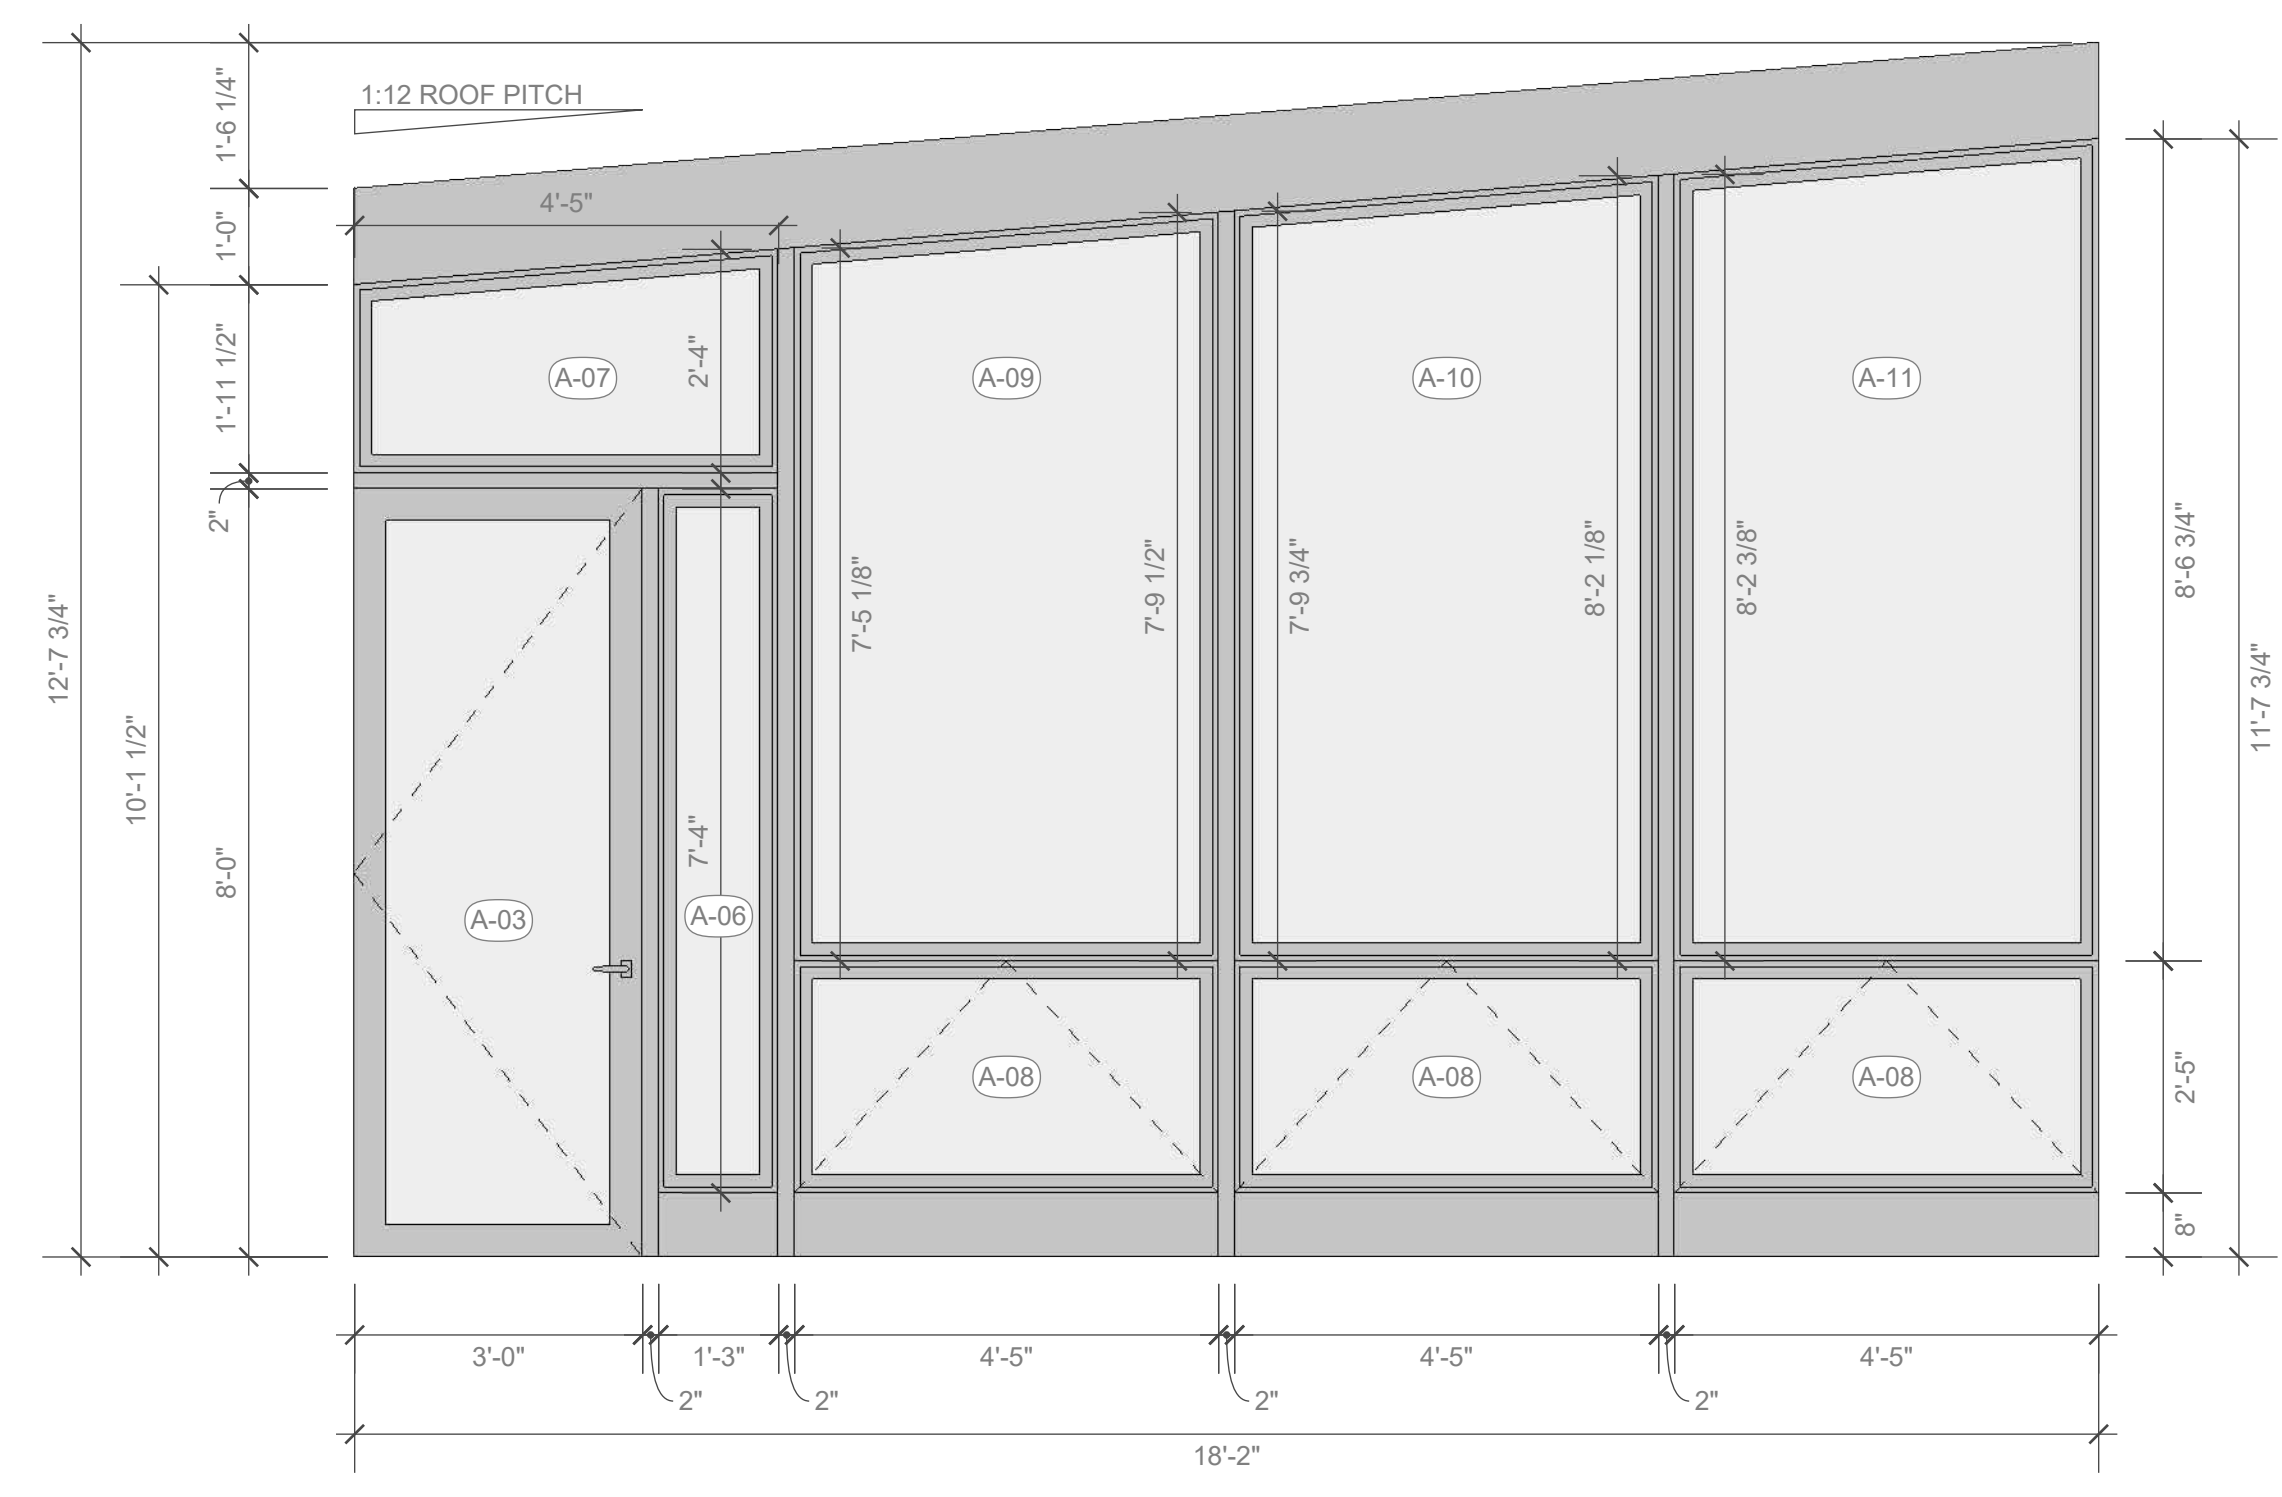 1'-6 1/4"
1:12 ROOF PITCH
4'-5"
1'-0"
1'-11 1/2"
2'-4"
A-07
A-09
A-10
A-11
2"
12'-7 3/4"
10'-1 1/2"
8'-0"
7'-5 1/8"
7'-9 1/2"
7'-9 3/4"
8'-2 1/8"
8'-2 3/8"
8'-6 3/4"
11'-7 3/4"
7'-4"
A-03
A-06
A-08
A-08
A-08
2'-5"
8"
3'-0"
1'-3"
4'-5"
4'-5"
4'-5"
2"
2"
2"
2"
18'-2"